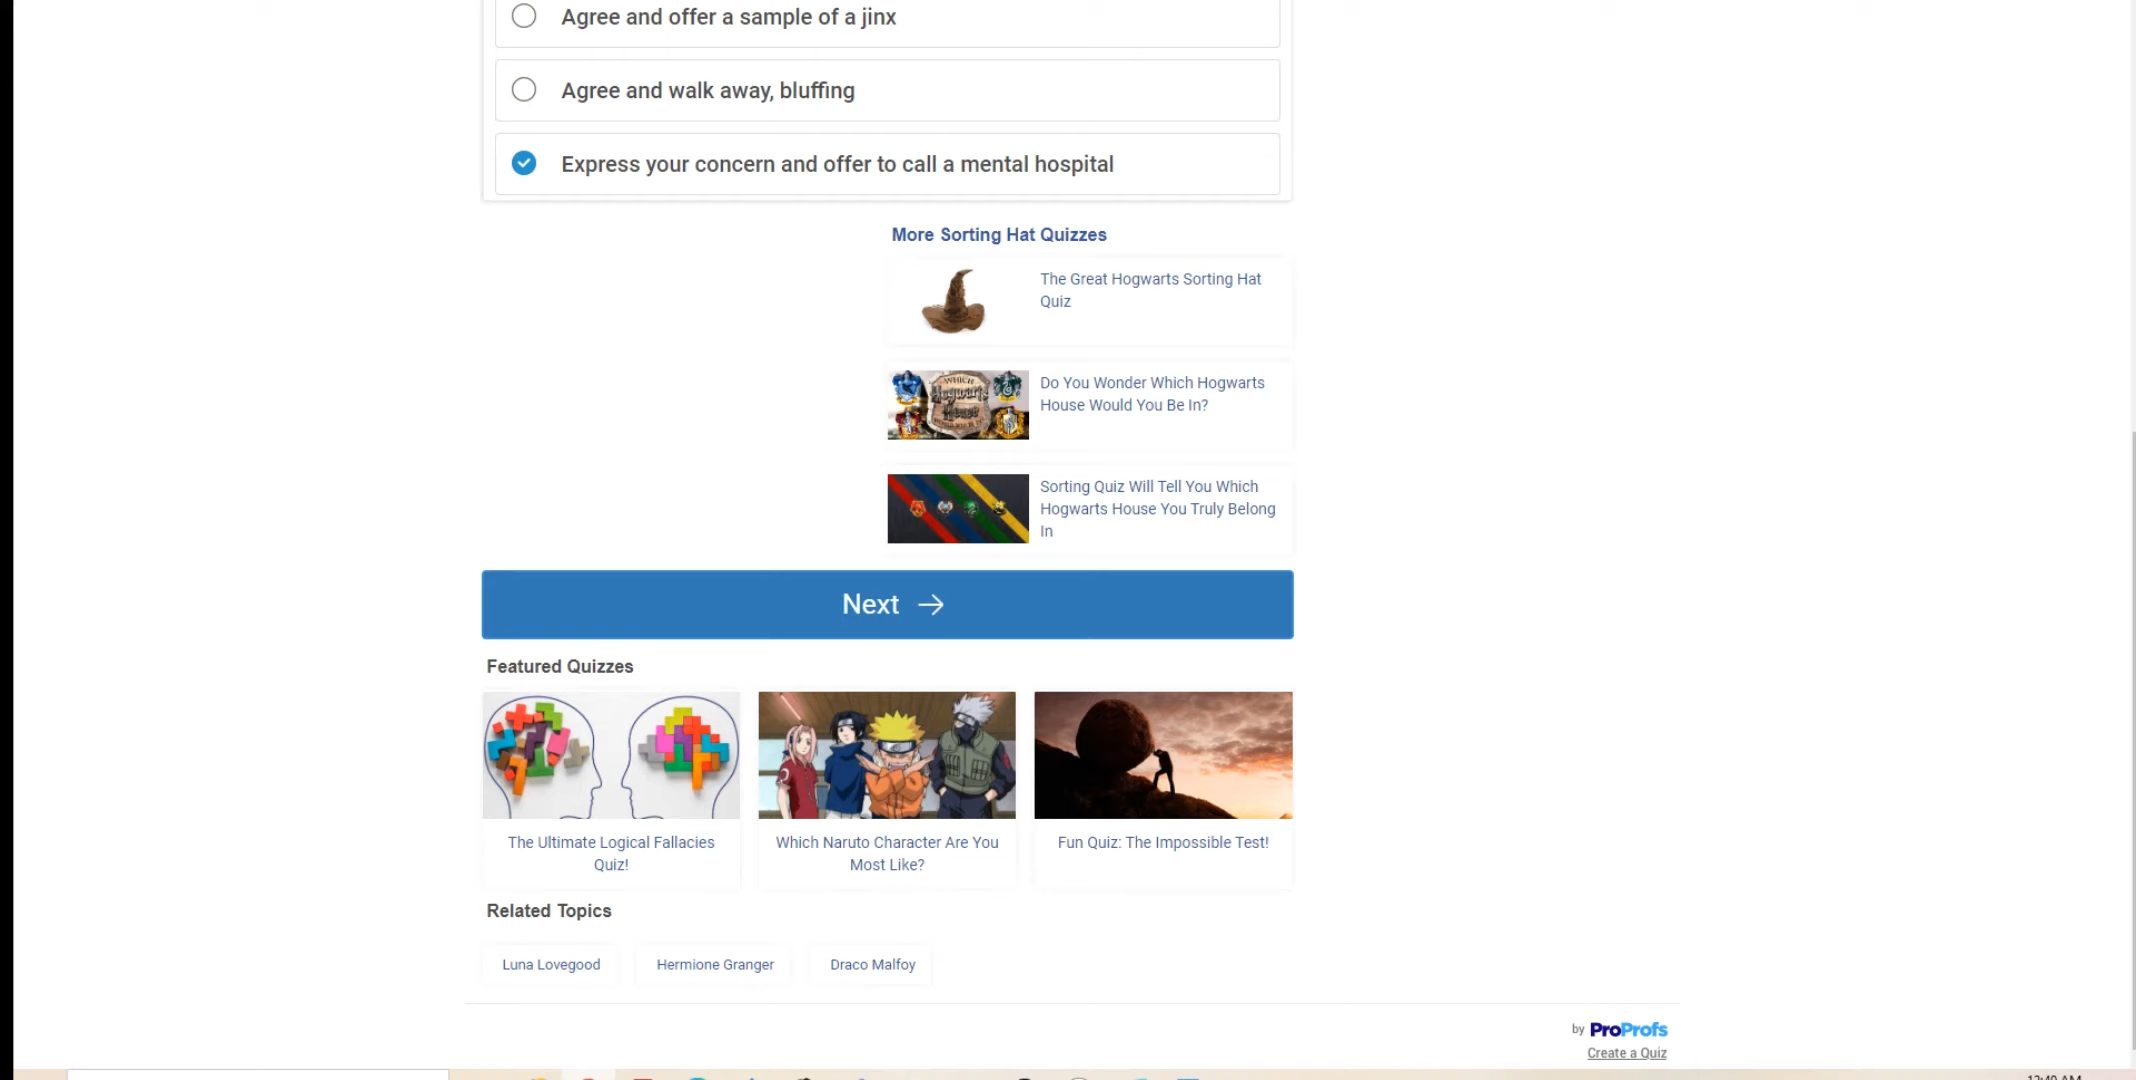 Agree and offer a sample of a jinx
Agree and walk away, bluffing
Express your concern and offer to call a mental hospital
More Sorting Hat Quizzes
The Great Hogwarts Sorting Hat
Quiz
WHICH
Hogwarts
House
Do You Wonder Which Hogwarts
House Would You Be In?
Sorting Quiz Will Tell You Which
Hogwarts House You Truly Belong
In
Next
Featured Quizzes
The Ultimate Logical Fallacies
Quiz!
Which Naruto Character Are You
Most Like?
Fun Quiz: The Impossible Test!
Related Topics
Luna Lovegood
Hermione Granger
Draco Malfoy
by ProProfs
Create a Quiz